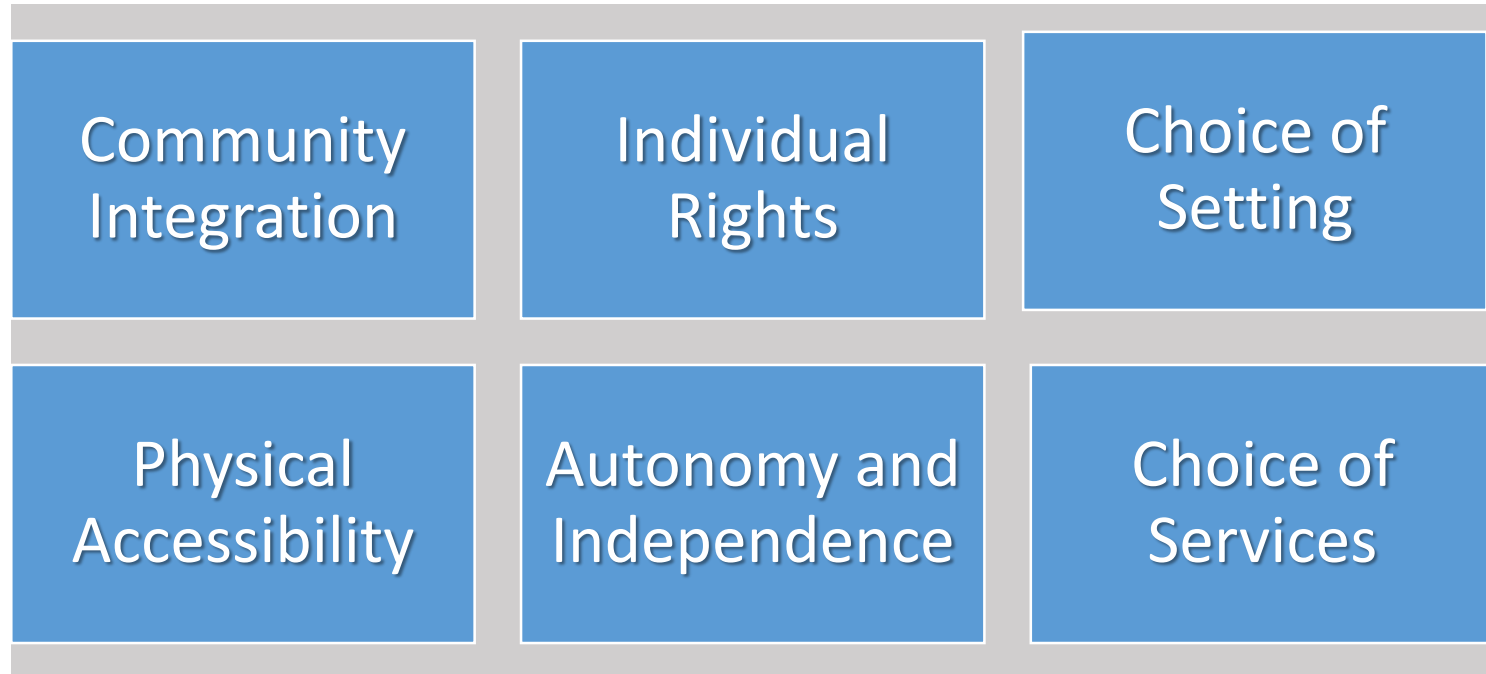 Community
Integration
Individual
Rights
Choice of
Setting
Physical
Accessibility
Autonomy and
Independence
Choice of
Services